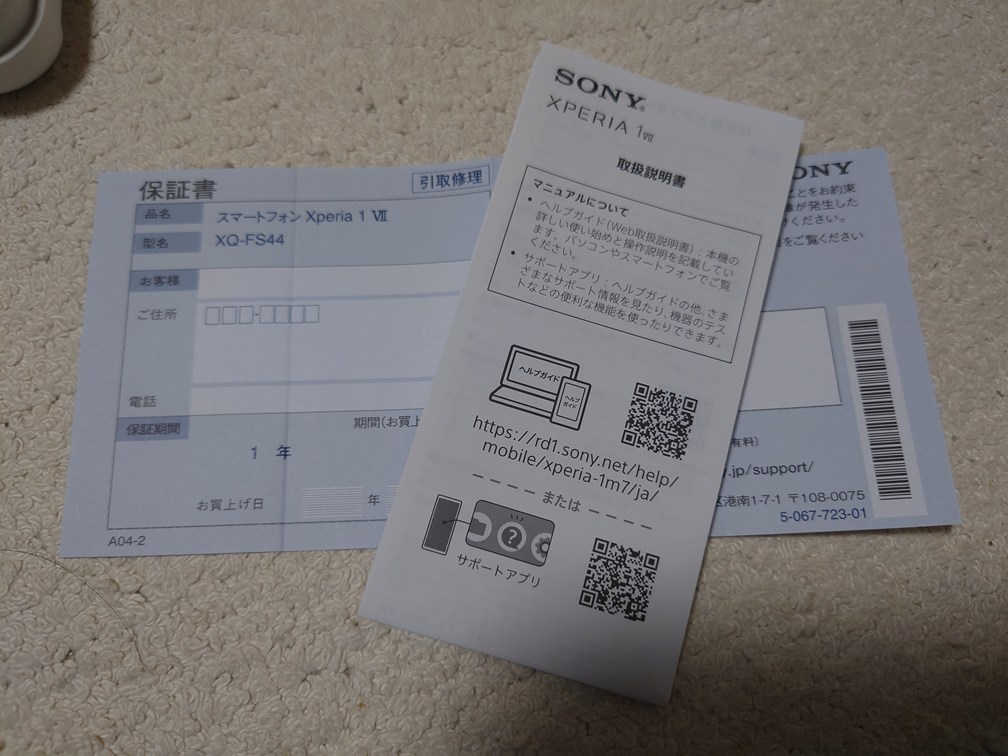 保証書
引取修理
品名
スマートフォン Xperia 1 Ⅶ
型名
XQ-FS44
お客様
ご住所
電話
保証期間
期間(お買上
1 年
お買上げ日
年
A04-2
SONY
XPERIA 1Ⅶ
取扱説明書
マニュアルについて
• ヘルプガイド(Web取扱説明書):本機の
詳しい使い始めと操作説明を記載してい
ます。パソコンやスマートフォンでご覧
ください。
• サポートアプリ:ヘルプガイドの他、さま
ざまなサポート情報を見たり、機器のテス
トなどの便利な機能を使ったりできます。
ヘルプガイド
ヘルプ
ガイド
https://rd1.sony.net/help/
mobile/xperia-1m7/ja/
または
?
サポートアプリ
ONY
ことをお約束
が発生した
ください。
をご覧ください
有料)
.jp/support/
区港南1-7-1 〒108-0075
5-067-723-01